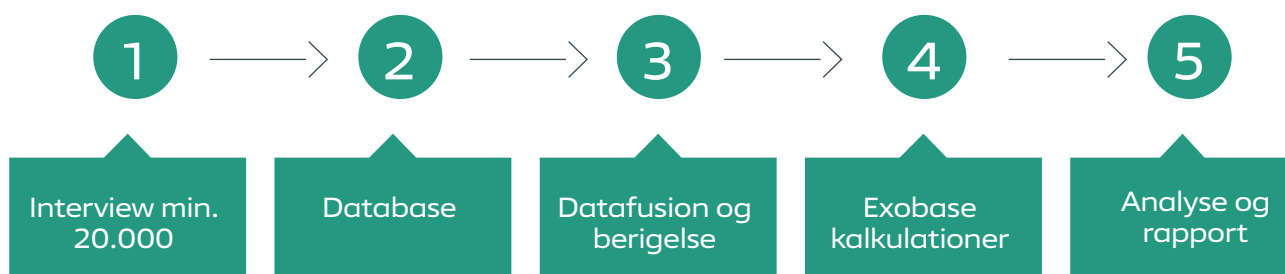 1
2
3
4
5
Interview min.
20.000
Database
Datafusion og
berigelse
Exobase
kalkulationer
Analyse og
rapport